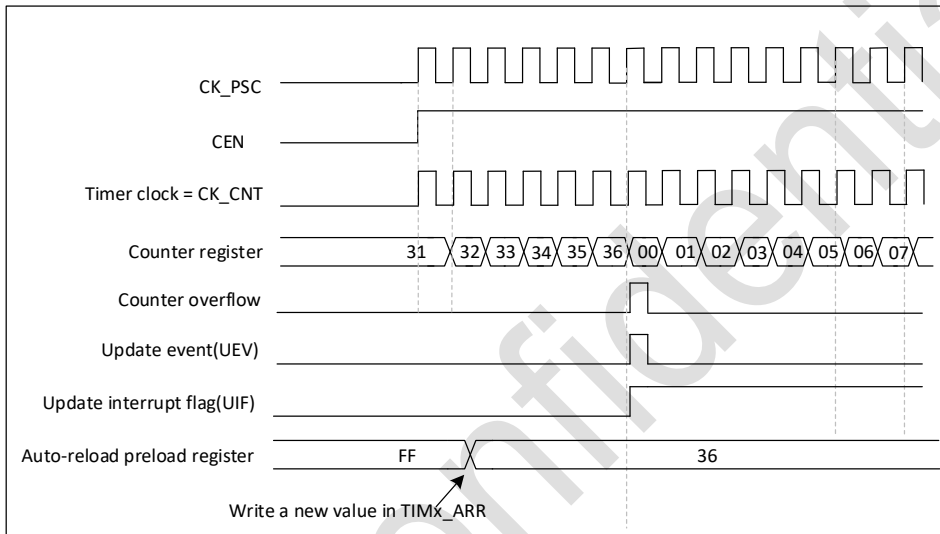 CK_PSC
CEN
Timer clock = CK_CNT
Counter register 31 32 33 34 35 36 00 01 02 03 04 05 06 07
Counter overflow
Update event(UEV)
Update interrupt flag(UIF)
Auto-reload preload register FF 36
Write a new value in TIMx_ARR